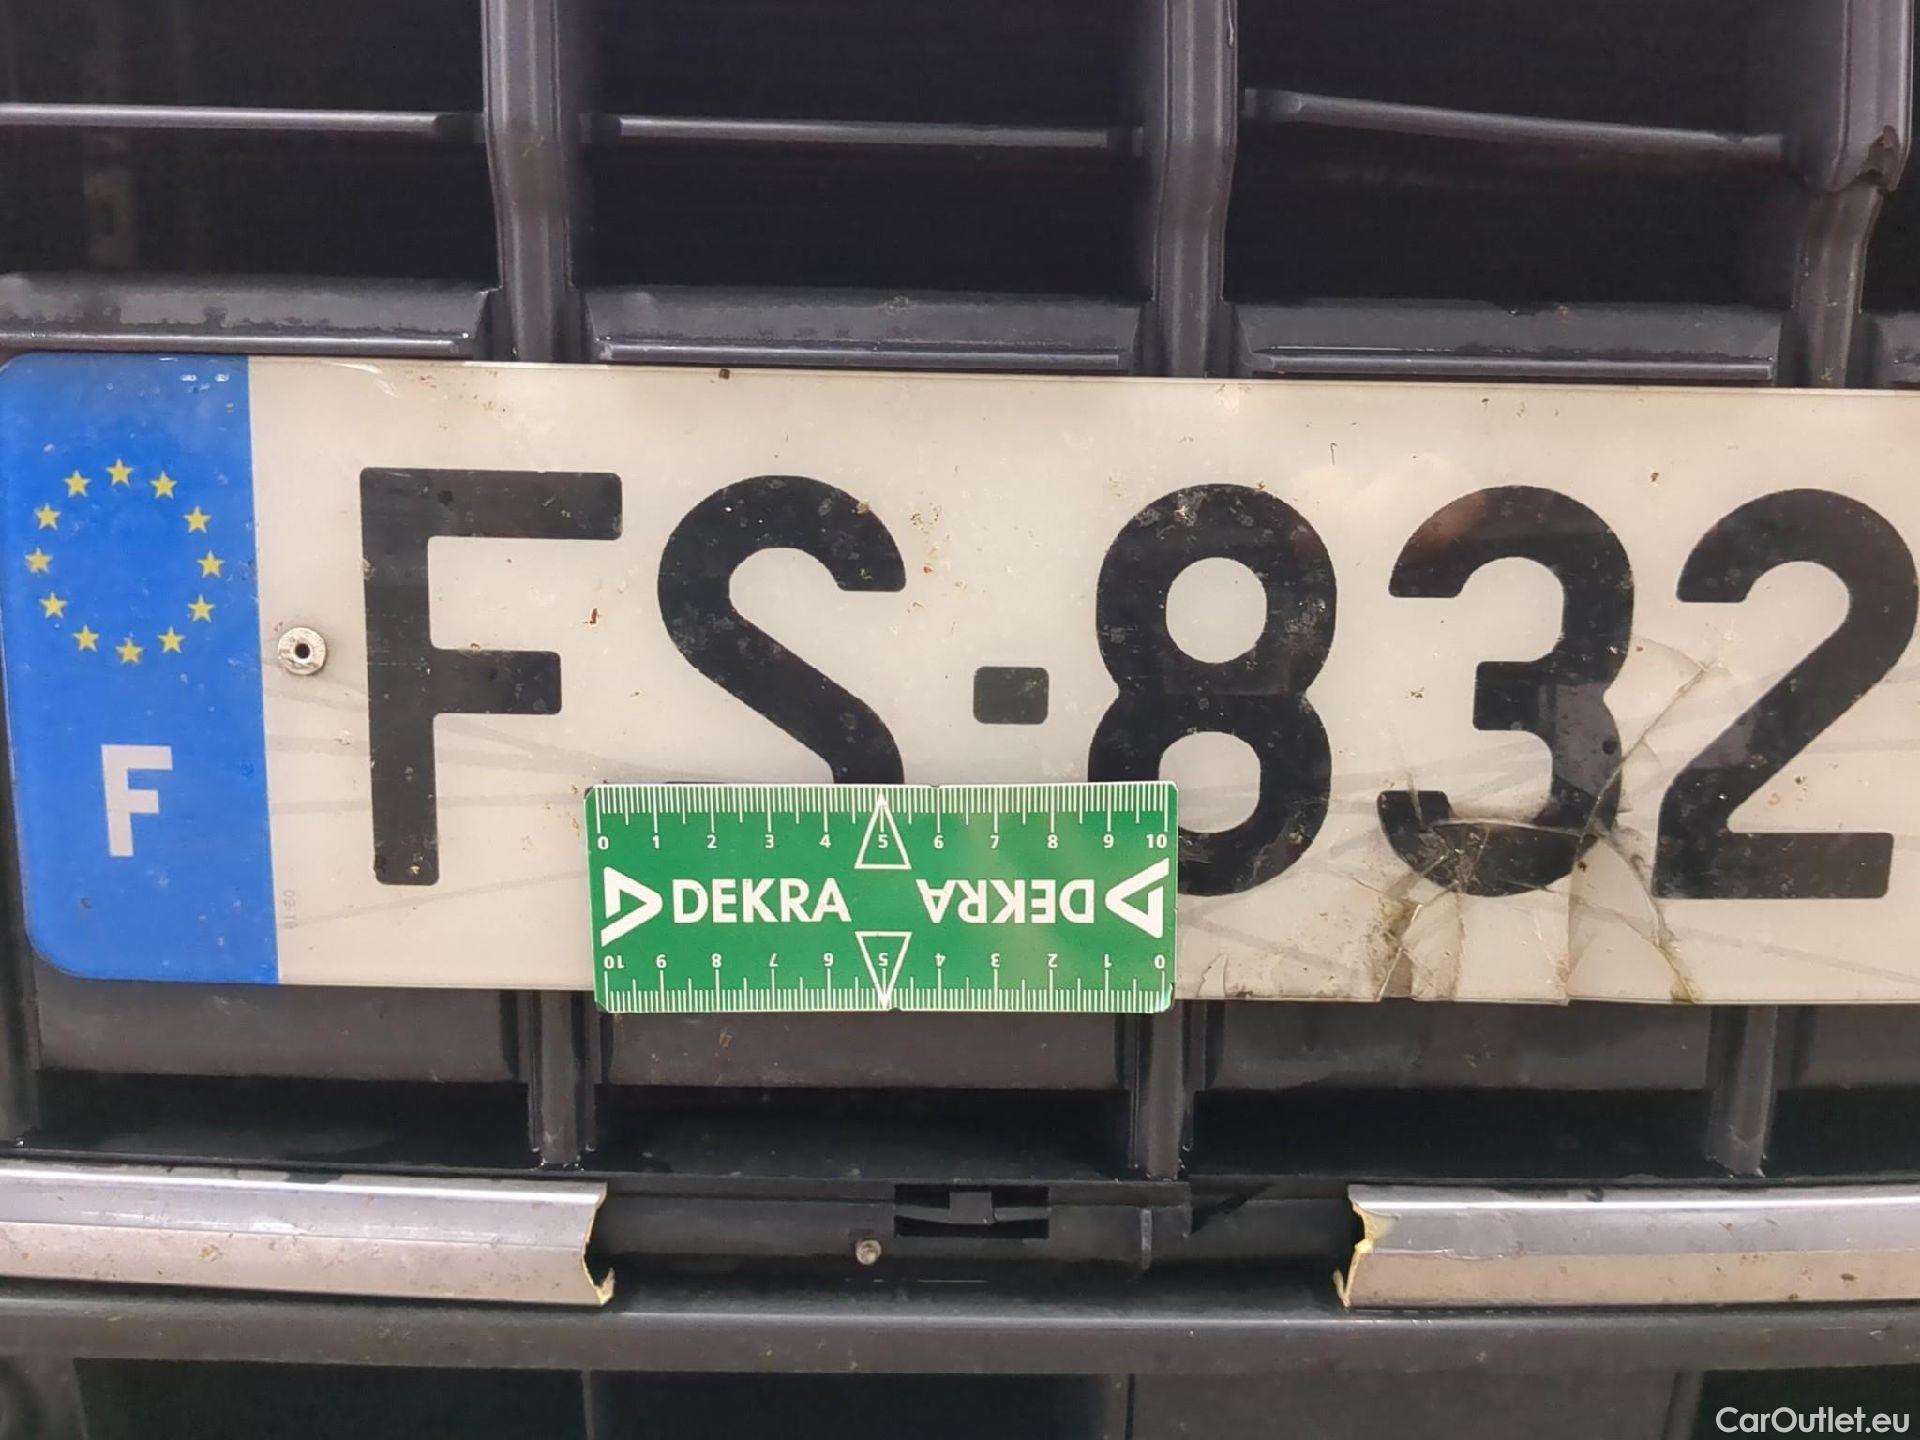 F
FS-832
0 1 2 3 4 5 6 7 8 9 10
DEKRA DEKRA
10 9 8 7 6 5 4 3 2 1 0
CarOutlet.eu